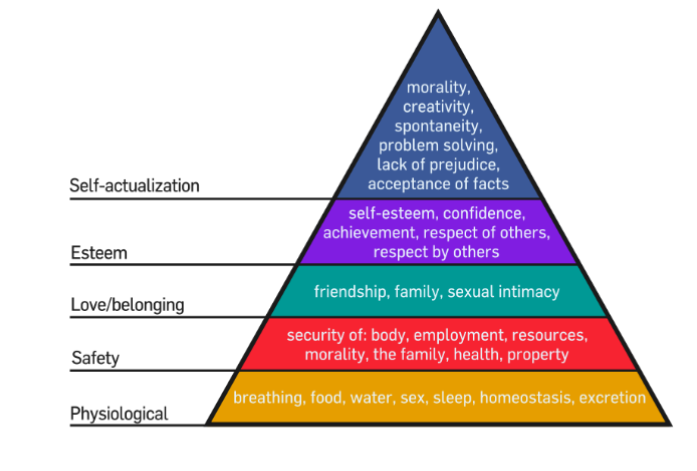 morality,
creativity,
spontaneity,
problem solving,
lack of prejudice,
acceptance of facts
Self-actualization
self-esteem, confidence,
achievement, respect of others,
respect by others
Esteem
friendship, family, sexual intimacy
Love/belonging
security of: body, employment, resources,
morality, the family, health, property
Safety
breathing, food, water, sex, sleep, homeostasis, excretion
Physiological